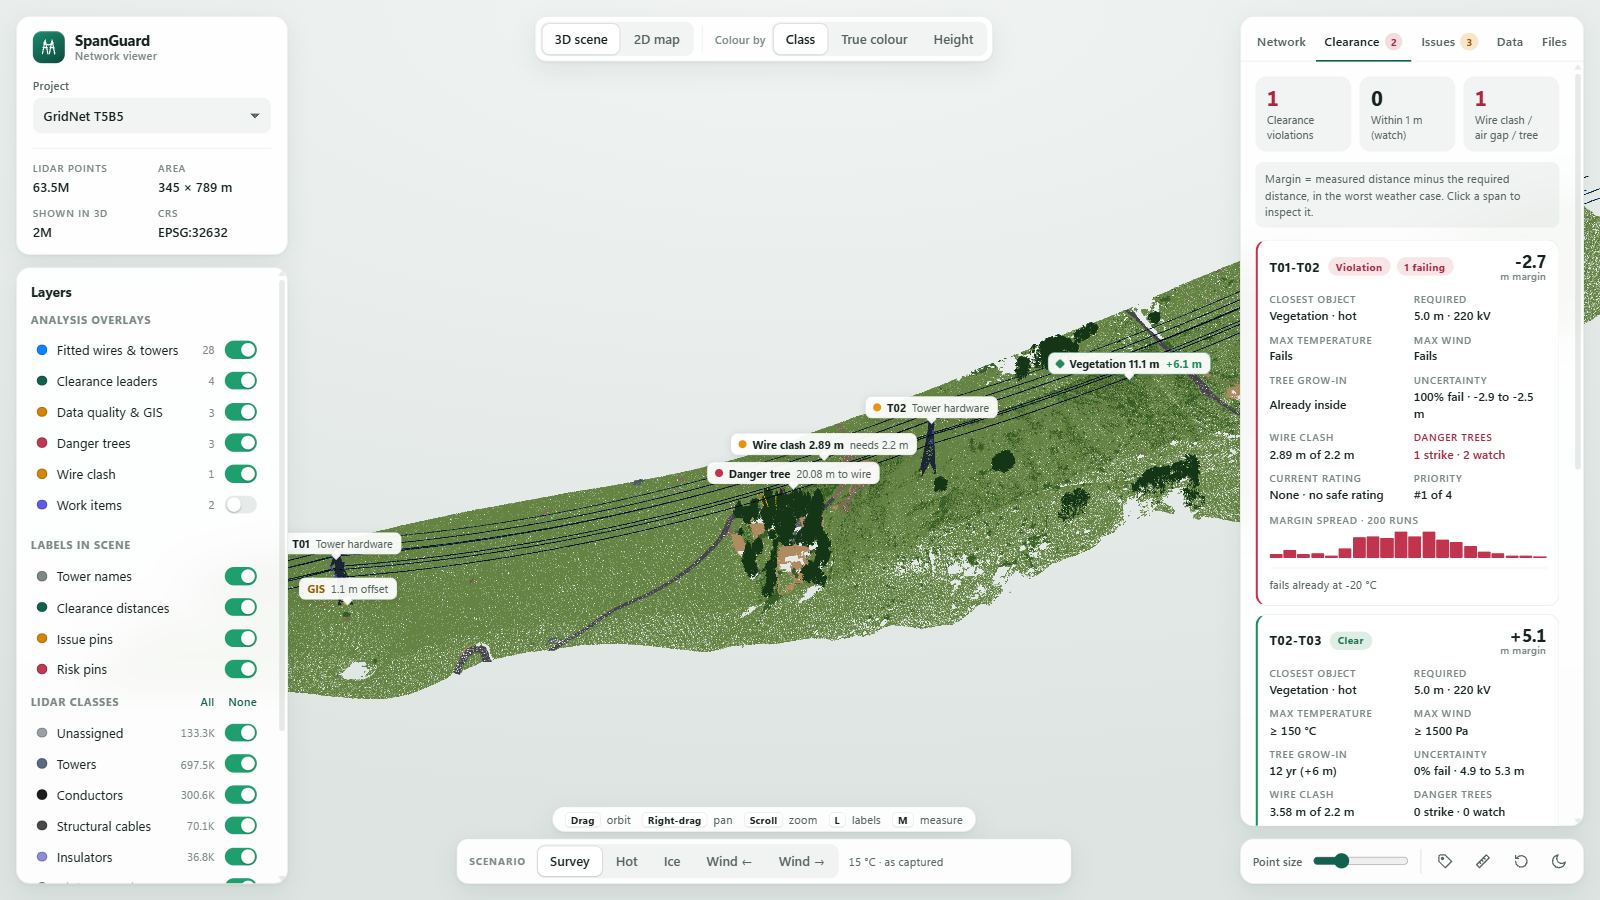 SpanGuard
Network viewer
Project
GridNet T5B5
LIDAR POINTS
63.5M
AREA
345 × 789 m
SHOWN IN 3D
2M
CRS
EPSG:32632
Layers
ANALYSIS OVERLAYS
Fitted wires & towers 28
Clearance leaders 4
Data quality & GIS 3
Danger trees 3
Wire clash 1
Work items 2
LABELS IN SCENE
Tower names
Clearance distances
Issue pins
Risk pins
LIDAR CLASSES All None
Unassigned 133.3K
Towers 697.5K
Conductors 300.6K
Structural cables 70.1K
Insulators 36.8K
3D scene 2D map Colour by Class True colour Height
Vegetation 11.1 m +6.1 m
T02 Tower hardware
Wire clash 2.89 m needs 2.2 m
Danger tree 20.08 m to wire
T01 Tower hardware
GIS 1.1 m offset
Drag orbit Right-drag pan Scroll zoom L labels M measure
SCENARIO Survey Hot Ice Wind ← Wind → 15 °C · as captured
Network Clearance 2 Issues 3 Data Files
1
Clearance
violations
0
Within 1 m
(watch)
1
Wire clash /
air gap / tree
Margin = measured distance minus the required
distance, in the worst weather case. Click a span to
inspect it.
T01-T02 Violation 1 failing -2.7
m margin
CLOSEST OBJECT
Vegetation · hot
REQUIRED
5.0 m · 220 kV
MAX TEMPERATURE
Fails
MAX WIND
Fails
TREE GROW-IN
Already inside
UNCERTAINTY
100% fail · -2.9 to -2.5
m
WIRE CLASH
2.89 m of 2.2 m
DANGER TREES
1 strike · 2 watch
CURRENT RATING
None · no safe rating
PRIORITY
#1 of 4
MARGIN SPREAD · 200 RUNS
fails already at -20 °C
T02-T03 Clear +5.1
m margin
CLOSEST OBJECT
Vegetation · hot
REQUIRED
5.0 m · 220 kV
MAX TEMPERATURE
≥ 150 °C
MAX WIND
≥ 1500 Pa
TREE GROW-IN
12 yr (+6 m)
UNCERTAINTY
0% fail · 4.9 to 5.3 m
WIRE CLASH
3.58 m of 2.2 m
DANGER TREES
0 strike · 0 watch
Point size